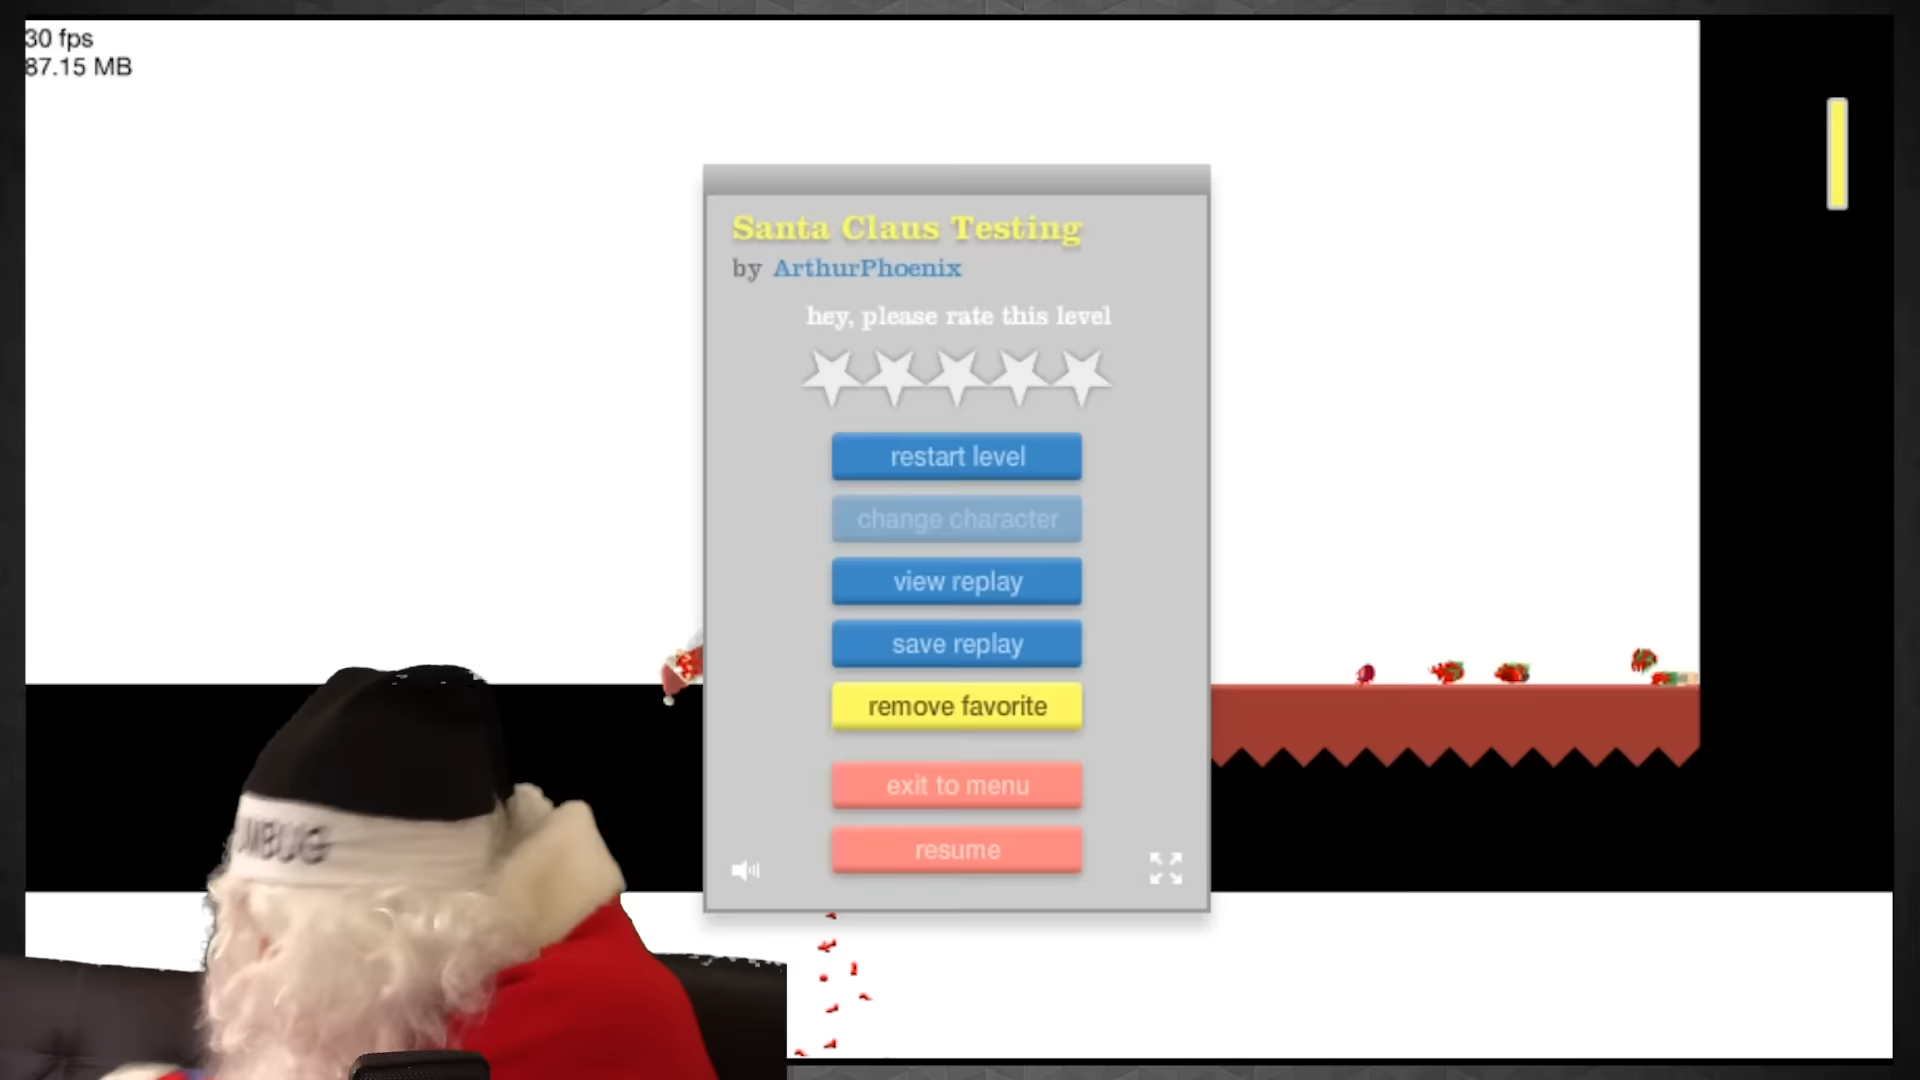 30 fps
87.15 MB
Santa Claus Testing
by ArthurPhoenix
hey, please rate this level
restart level
change character
view replay
save replay
remove favorite
exit to menu
resume
MBUG